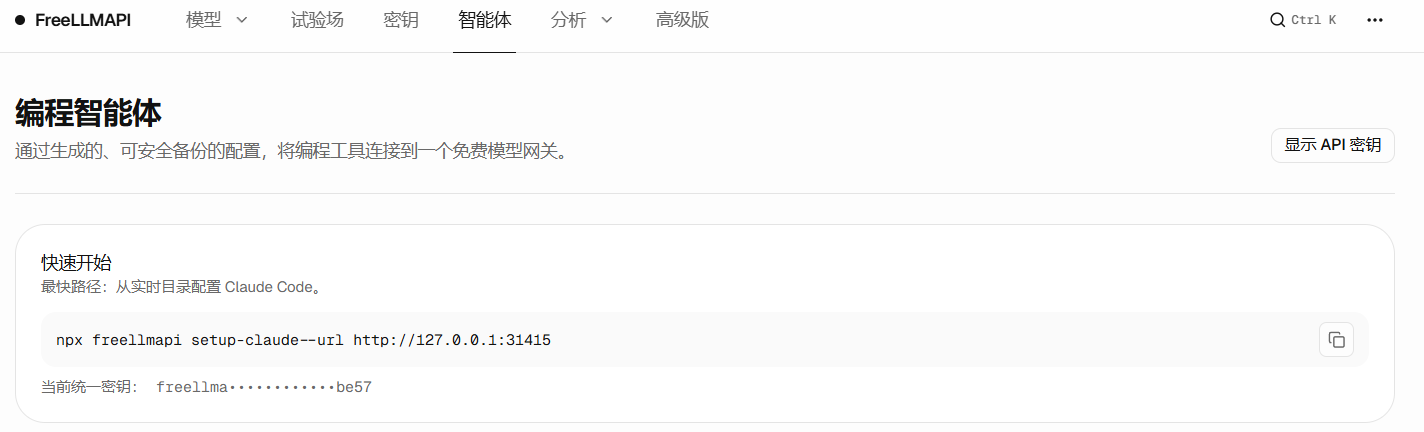 FreeLLMAPI 模型 试验场 密钥 智能体 分析 高级版 Ctrl K
编程智能体
通过生成的、可安全备份的配置，将编程工具连接到一个免费模型网关。
显示 API 密钥
快速开始
最快路径：从实时目录配置 Claude Code。
npx freellmapi setup-claude--url http://127.0.0.1:31415
当前统一密钥： freellma••••••••••••be57